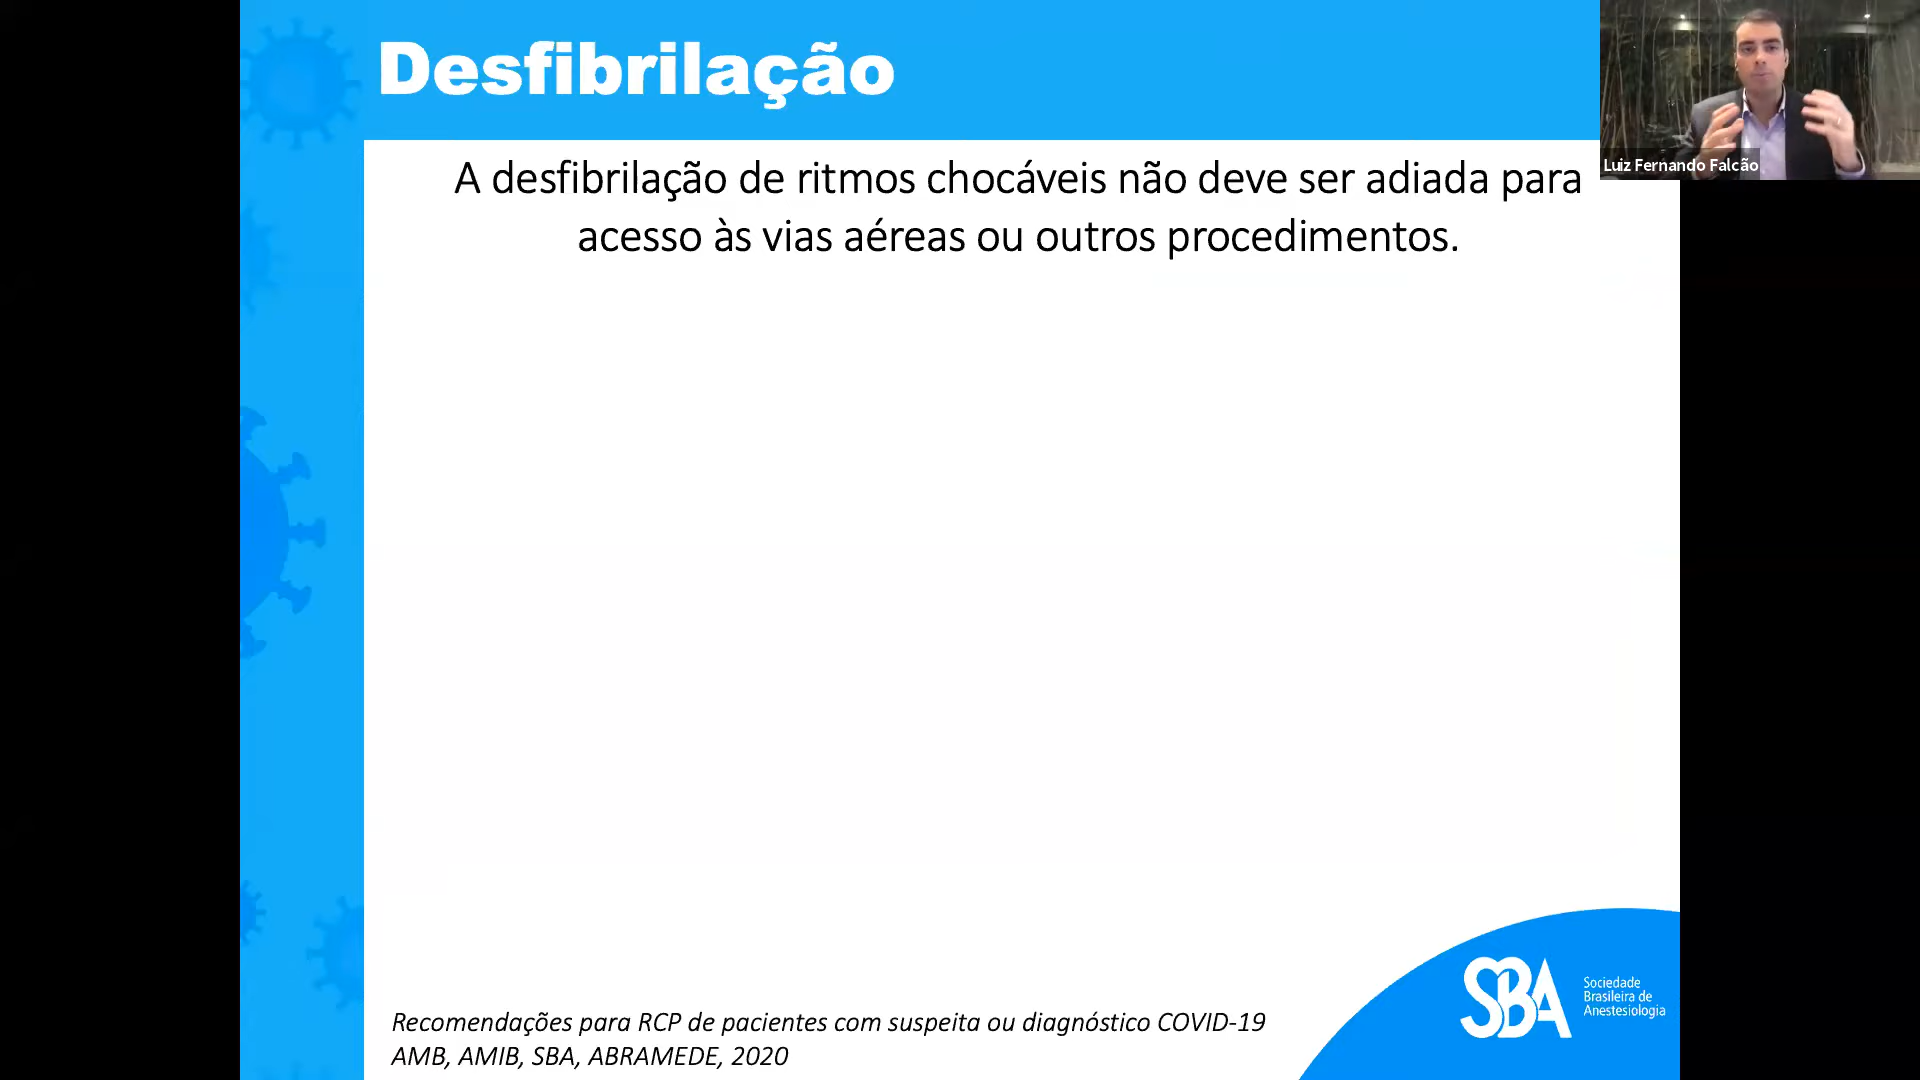 Desfibrilação
Luiz Fernando Falcão
A desfibrilação de ritmos chocáveis não deve ser adiada para
acesso às vias aéreas ou outros procedimentos.
Recomendações para RCP de pacientes com suspeita ou diagnóstico COVID-19
AMB, AMIB, SBA, ABRAMEDE, 2020
SBA
Sociedade
Brasileira de
Anestesiologia